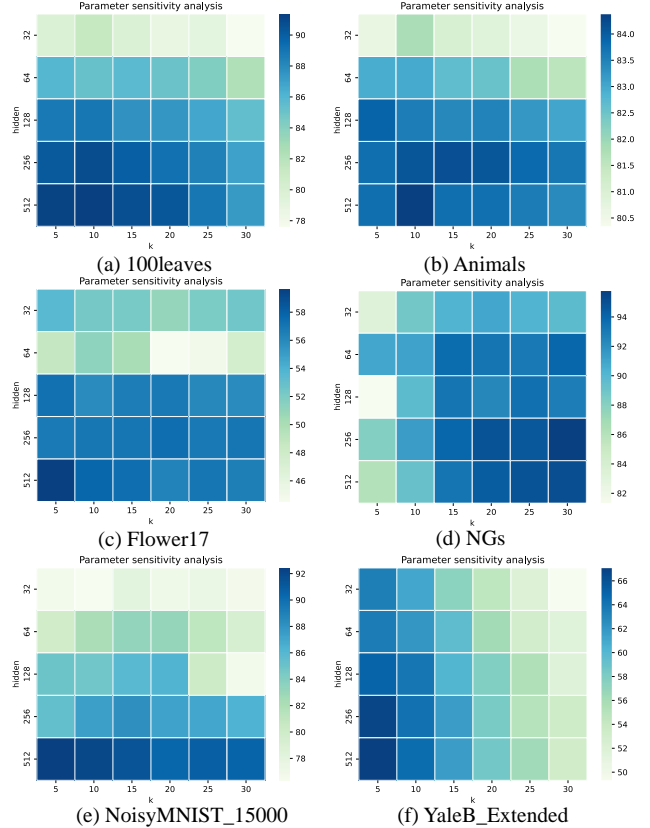 Parameter sensitivity analysis
32
64
128
256
512
hidden
5 10 15 20 25 30
k
90
88
86
84
82
80
78
(a) 100leaves
Parameter sensitivity analysis
32
64
128
256
512
hidden
5 10 15 20 25 30
k
84.0
83.5
83.0
82.5
82.0
81.5
81.0
80.5
(b) Animals
Parameter sensitivity analysis
32
64
128
256
512
hidden
5 10 15 20 25 30
k
58
56
54
52
50
48
46
(c) Flower17
Parameter sensitivity analysis
32
64
128
256
512
hidden
5 10 15 20 25 30
k
94
92
90
88
86
84
82
(d) NGs
Parameter sensitivity analysis
32
64
128
256
512
hidden
5 10 15 20 25 30
k
92
90
88
86
84
82
80
78
(e) NoisyMNIST_15000
Parameter sensitivity analysis
32
64
128
256
512
hidden
5 10 15 20 25 30
k
66
64
62
60
58
56
54
52
50
(f) YaleB_Extended